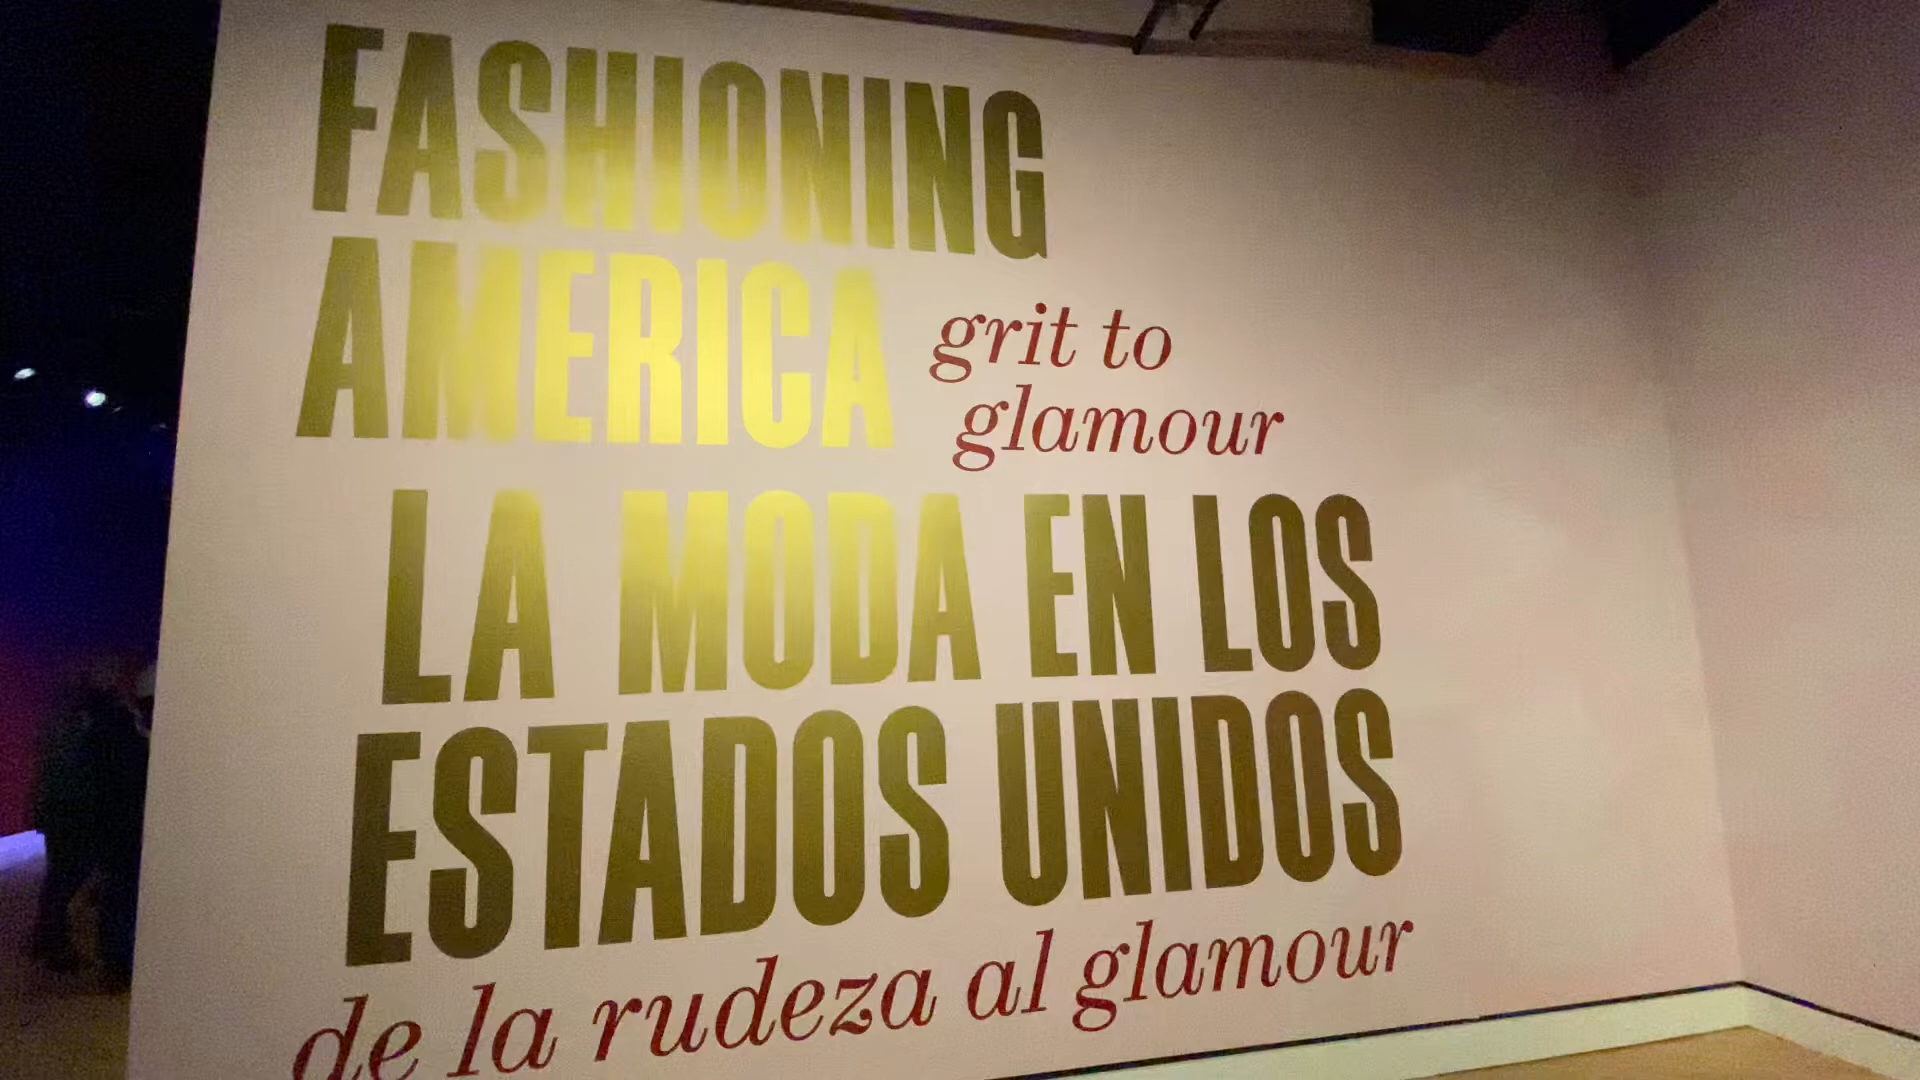 FASHIONING
AMERICA
grit to
glamour
LA MODA EN LOS
ESTADOS UNIDOS
de la rudeza al glamour